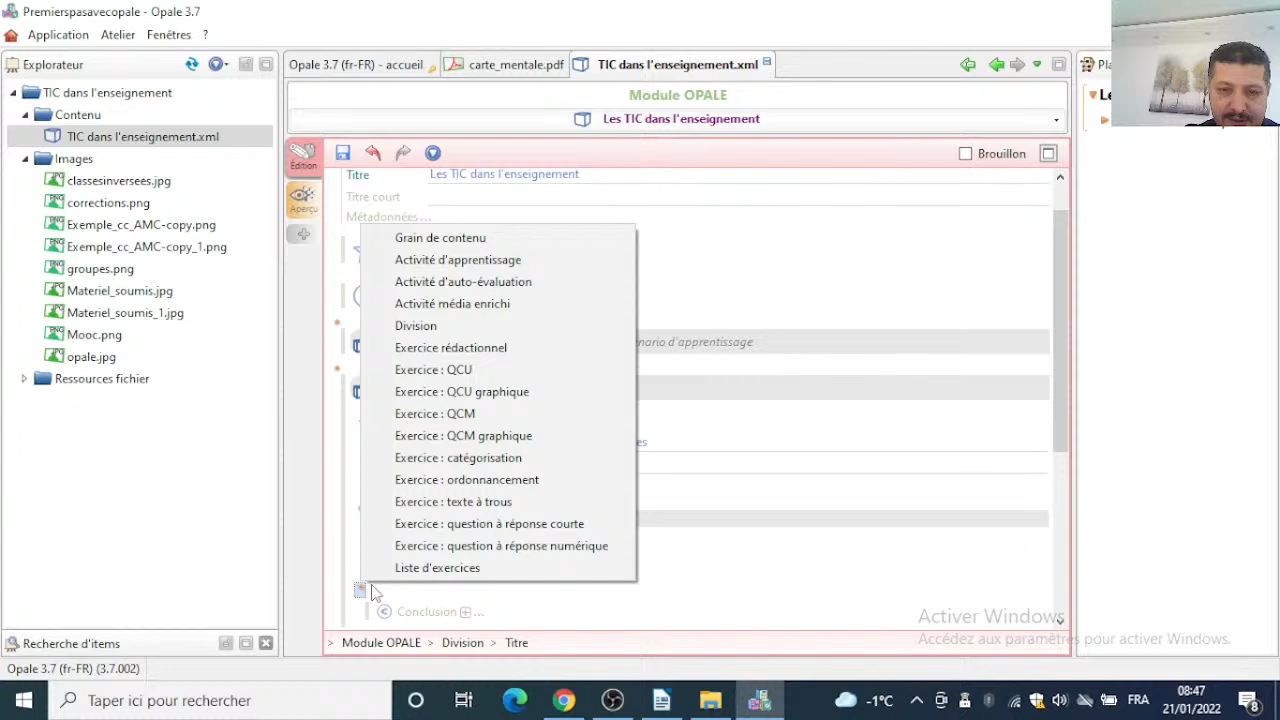 Premierspasavecopale - Opale 3.7
Application Atelier Fenêtres ?
Explorateur
Opale 3.7 (fr-FR) - accueil
carte_mentale.pdf
TIC dans l'enseignement.xml
TIC dans l'enseignement
Contenu
TIC dans l'enseignement.xml
Images
classesinversees.jpg
corrections.png
Exemple_cc_AMC-copy.png
Exemple_cc_AMC-copy_1.png
groupes.png
Materiel_soumis.jpg
Materiel_soumis_1.jpg
Mooc.png
opale.jpg
Ressources fichier
Module OPALE
Les TIC dans l'enseignement
Édition
Aperçu
Brouillon
Titre Les TIC dans l'enseignement
Titre court
Métadonnées ...
Grain de contenu
Activité d'apprentissage
Activité d'auto-évaluation
Activité média enrichi
Division
Exercice rédactionnel
Exercice : QCU
Exercice : QCU graphique
Exercice : QCM
Exercice : QCM graphique
Exercice : catégorisation
Exercice : ordonnancement
Exercice : texte à trous
Exercice : question à réponse courte
Exercice : question à réponse numérique
Liste d'exercices
d'apprentissage
Conclusion ...
Activer Windows
Accédez aux paramètres pour activer Windows.
> Module OPALE > Division > Titre
Recherche d'items
Opale 3.7 (fr-FR) (3.7.002)
Taper ici pour rechercher
-1°C
FRA
08:47
21/01/2022
8